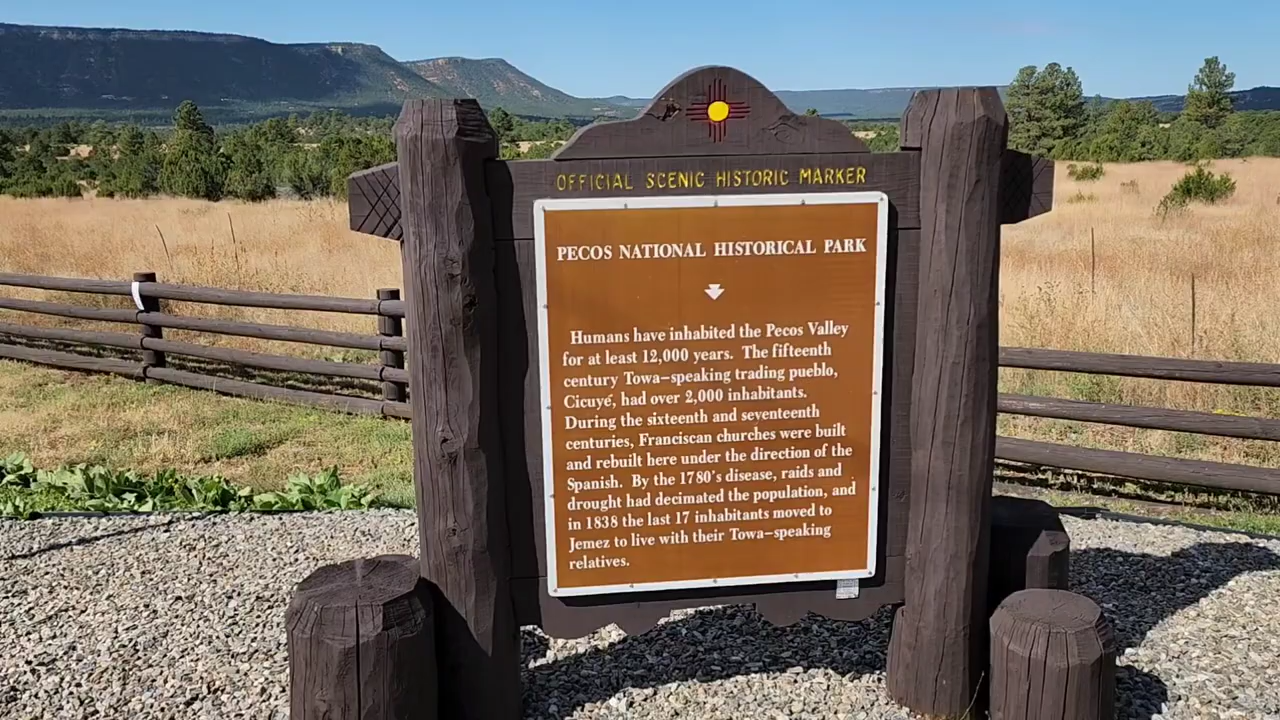 OFFICIAL SCENIC HISTORIC MARKER
PECOS NATIONAL HISTORICAL PARK
Humans have inhabited the Pecos Valley
for at least 12,000 years. The fifteenth
century Towa-speaking trading pueblo,
Cicuyé, had over 2,000 inhabitants.
During the sixteenth and seventeenth
centuries, Franciscan churches were built
and rebuilt here under the direction of the
Spanish. By the 1780's disease, raids and
drought had decimated the population, and
in 1838 the last 17 inhabitants moved to
Jemez to live with their Towa-speaking
relatives.